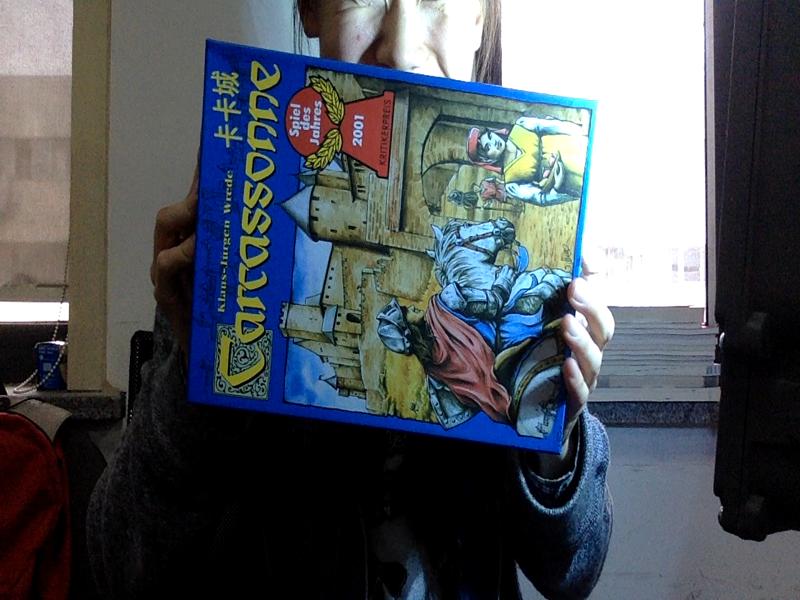 卡卡城
Klaus-Jürgen Wrede
Carcassonne
Spiel
des
Jahres
2001
KRITIKERPREIS